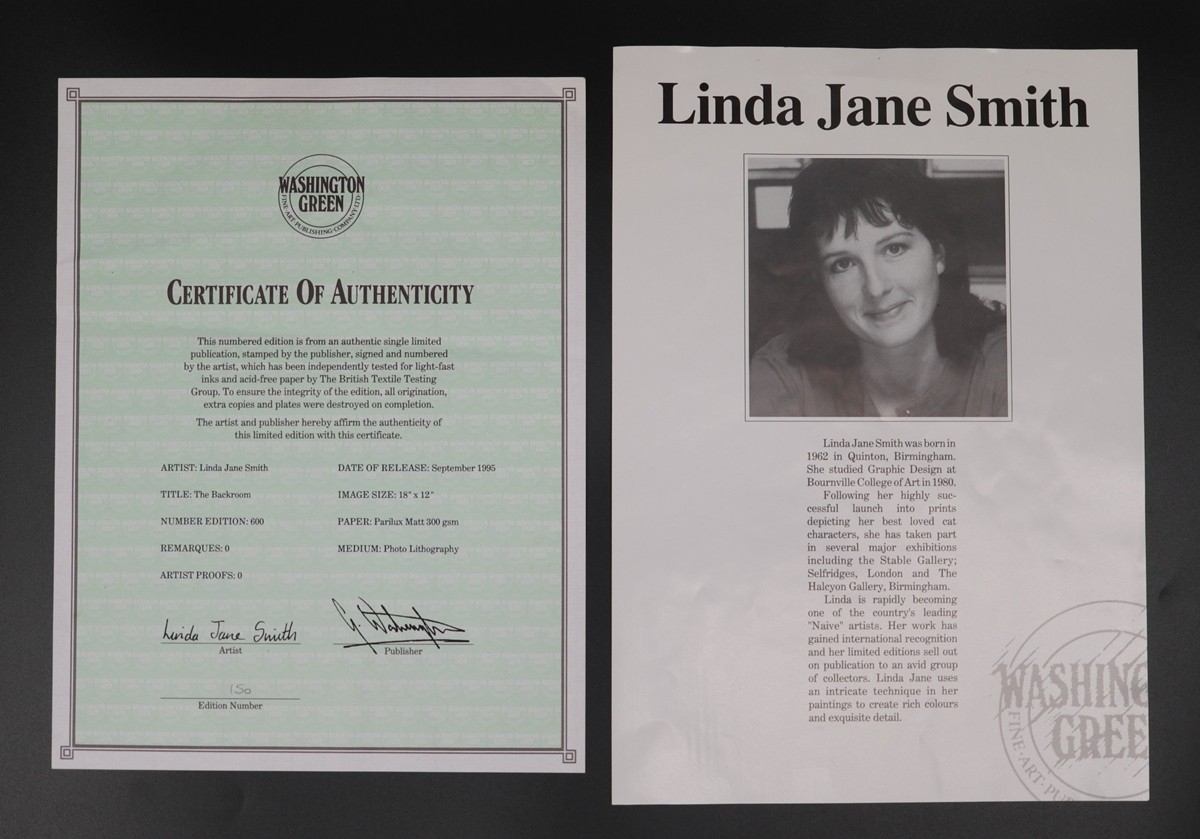 WASHINGTON
GREEN
FINE·ART·PUBLISHING·COMPANY·LTD
CERTIFICATE OF AUTHENTICITY
This numbered edition is from an authentic single limited
publication, stamped by the publisher, signed and numbered
by the artist, which has been independently tested for light-fast
inks and acid-free paper by The British Textile Testing
Group. To ensure the integrity of the edition, all origination,
extra copies and plates were destroyed on completion.
The artist and publisher hereby affirm the authenticity of
this limited edition with this certificate.
ARTIST: Linda Jane Smith
DATE OF RELEASE: September 1995
TITLE: The Backroom
IMAGE SIZE: 18" x 12"
NUMBER EDITION: 600
PAPER: Parilux Matt 300 gsm
REMARQUES: 0
MEDIUM: Photo Lithography
ARTIST PROOFS: 0
Linda Jane Smith
Artist
Publisher
150
Edition Number
Linda Jane Smith
Linda Jane Smith was born in
1962 in Quinton, Birmingham.
She studied Graphic Design at
Bournville College of Art in 1980.
Following her highly suc-
cessful launch into prints
depicting her best loved cat
characters, she has taken part
in several major exhibitions
including the Stable Gallery;
Selfridges, London and The
Halcyon Gallery, Birmingham.
Linda is rapidly becoming
one of the country's leading
"Naive" artists. Her work has
gained international recognition
and her limited editions sell out
on publication to an avid group
of collectors. Linda Jane uses
an intricate technique in her
paintings to create rich colours
and exquisite detail.
WASHING
GREE
FINE·ART·PU